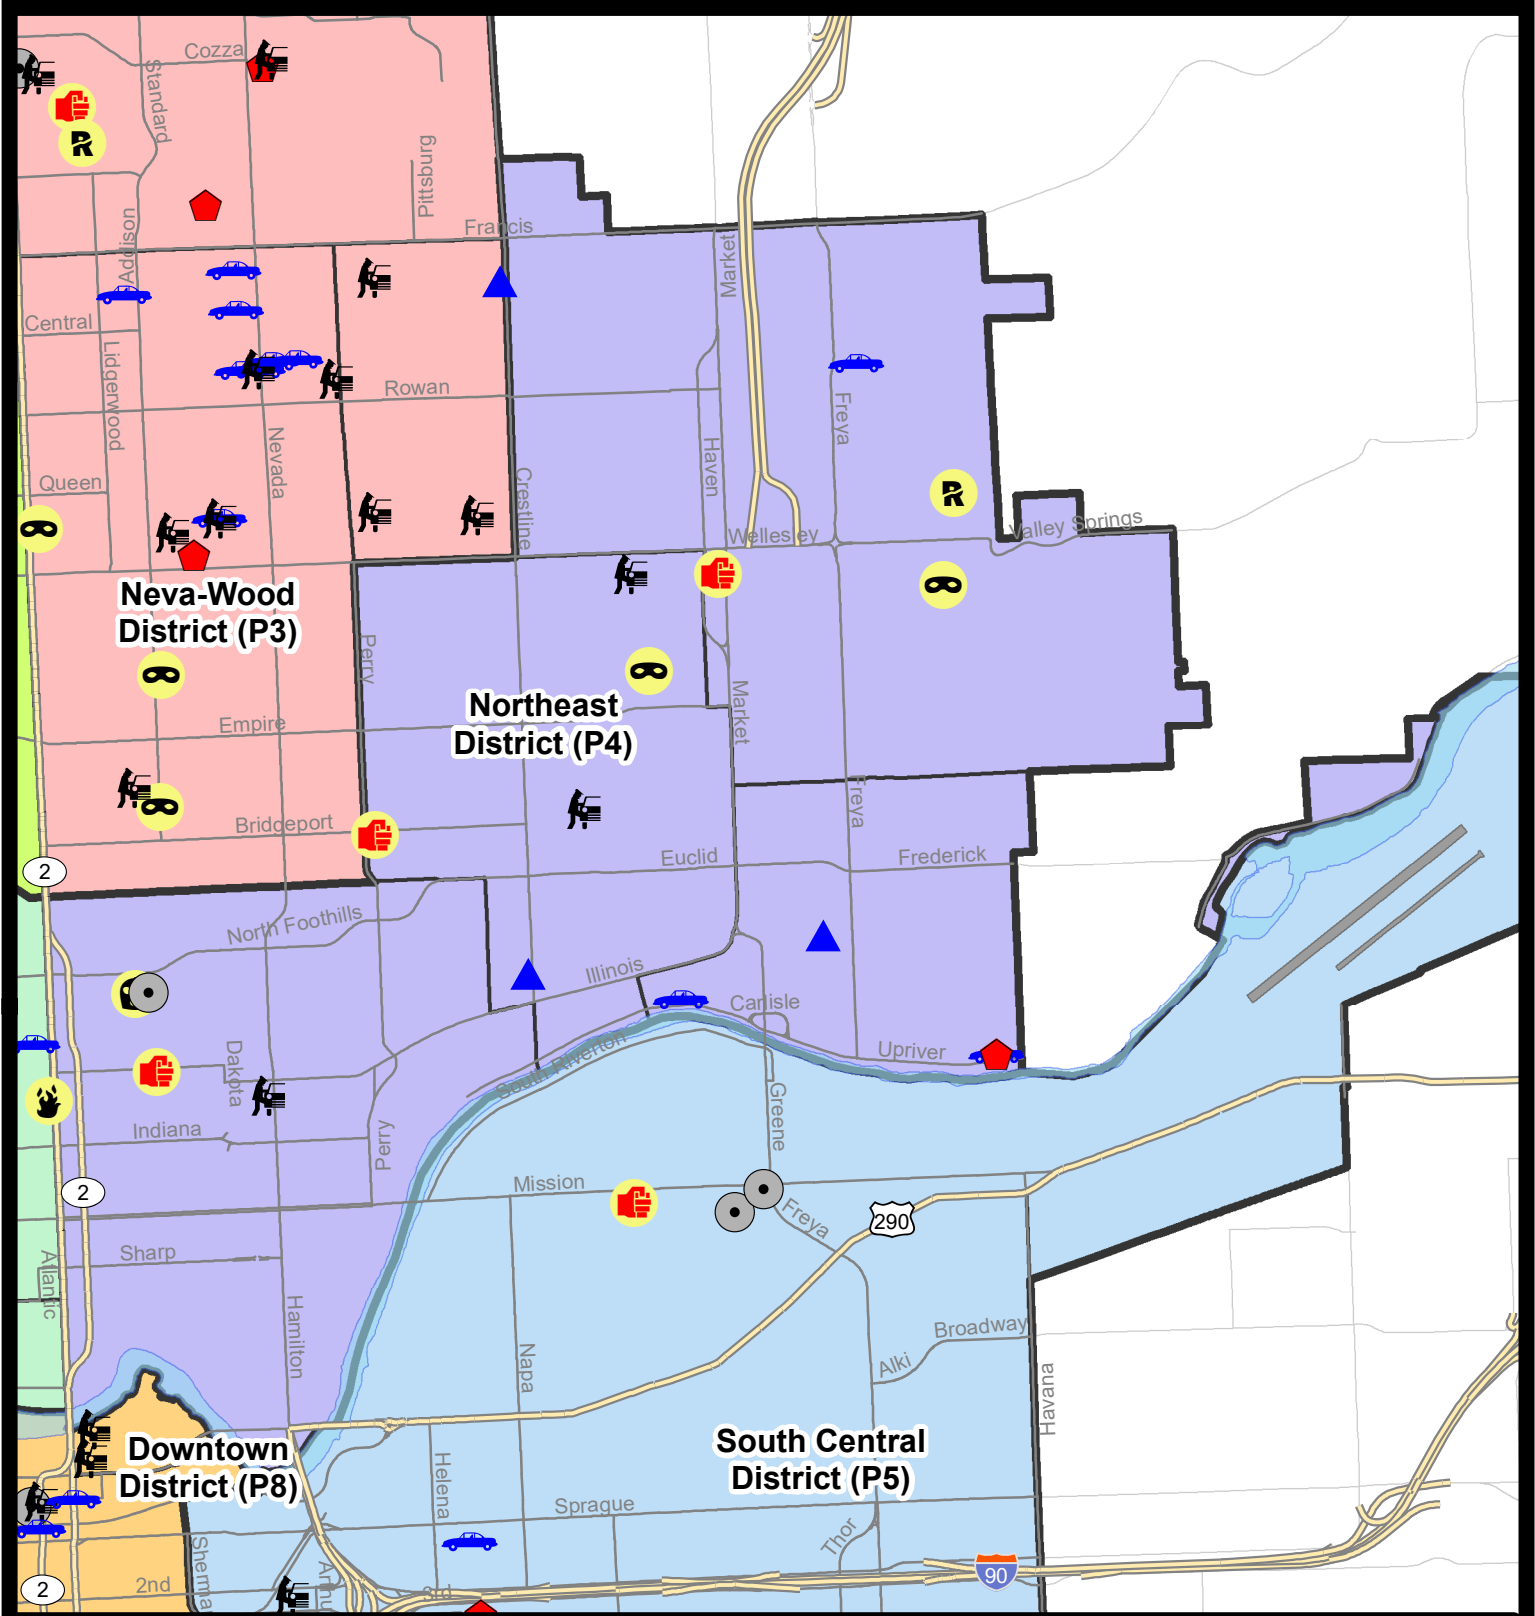 Cozza
Standard
Pittsburg
Francis
Addison
Market
Central
Lidgerwood
Rowan
Freya
Nevada
Haven
Queen
Crestline
Wellesley
Valley Springs
Neva-Wood
District (P3)
Perry
Northeast
District (P4)
Market
Empire
Freya
Bridgeport
Euclid
Frederick
2
North Foothills
Illinois
Carlisle
Dakota
South Riverton
Upriver
Greene
Indiana
Perry
Mission
2
Freya
290
Sharp
Atlantic
Hamilton
Napa
Broadway
Alki
Havana
Downtown
District (P8)
South Central
District (P5)
Helena
Sprague
Thor
2nd
3rd
90
2